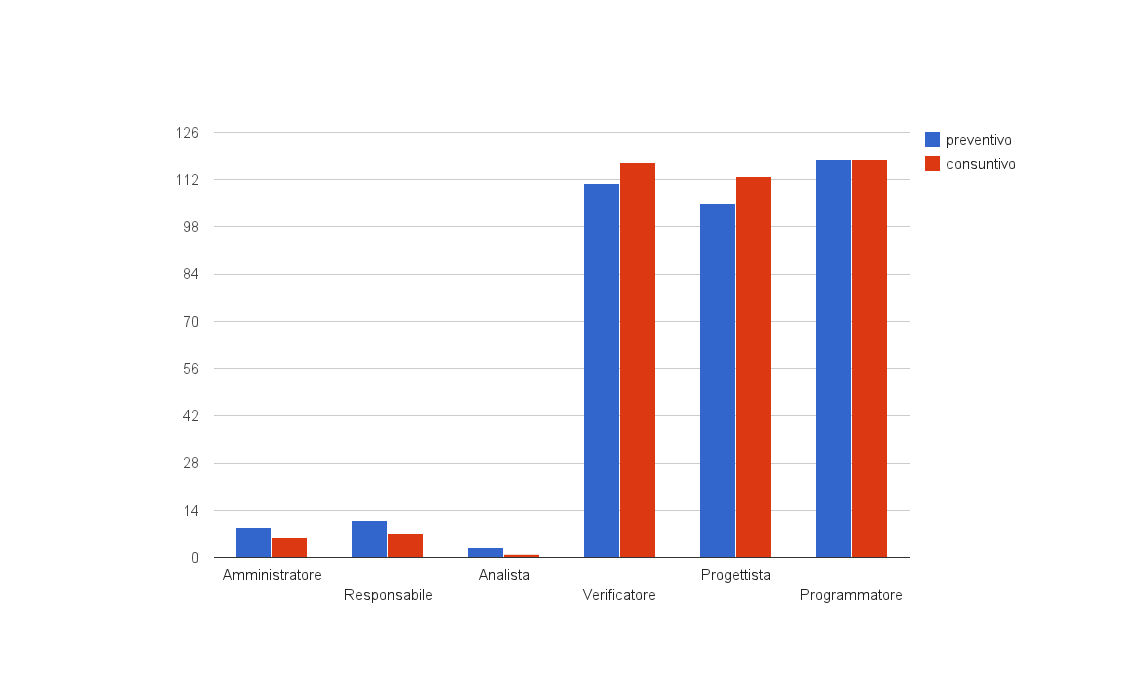 126
112
98
84
70
56
42
28
14
0
preventivo
consuntivo
Amministratore
Responsabile
Analista
Verificatore
Progettista
Programmatore